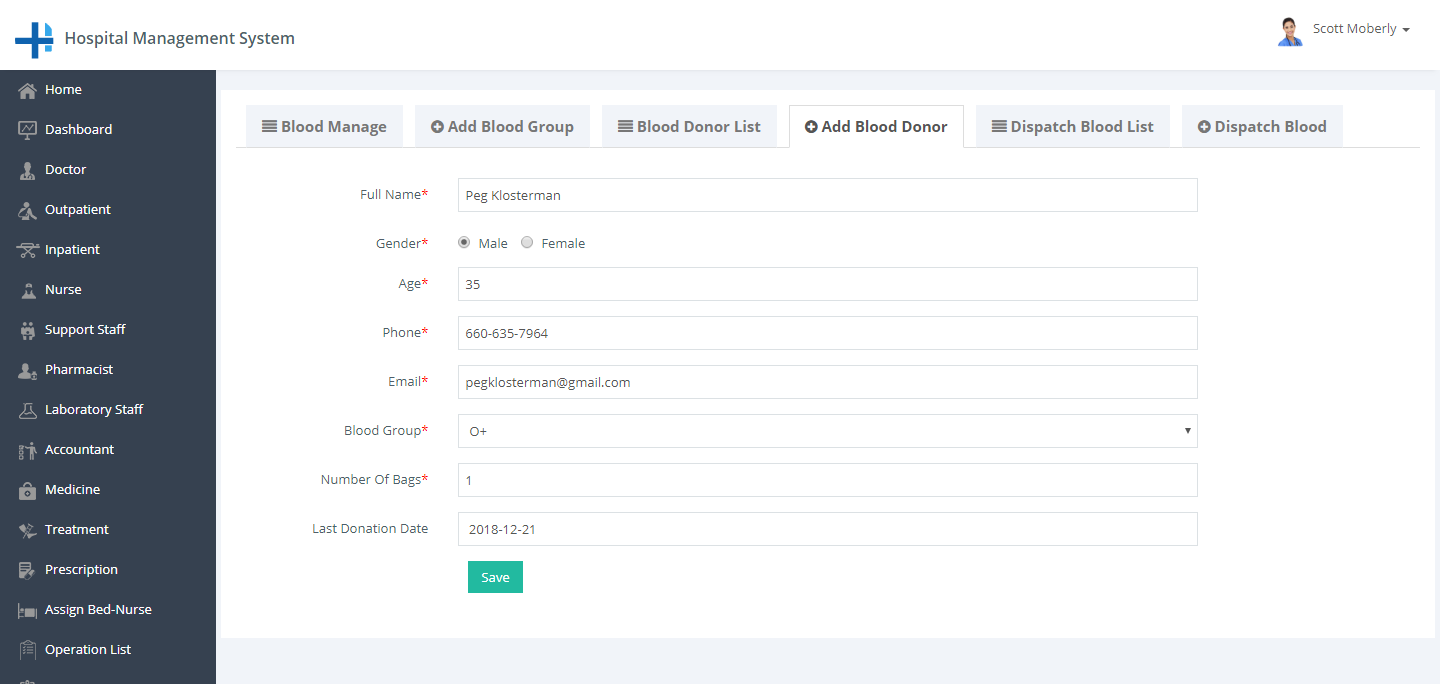 Hospital Management System
Scott Moberly
Home
Dashboard
Doctor
Outpatient
Inpatient
Nurse
Support Staff
Pharmacist
Laboratory Staff
Accountant
Medicine
Treatment
Prescription
Assign Bed-Nurse
Operation List
Blood Manage Add Blood Group Blood Donor List Add Blood Donor Dispatch Blood List Dispatch Blood
Full Name* Peg Klosterman
Gender* Male Female
Age* 35
Phone* 660-635-7964
Email* pegklosterman@gmail.com
Blood Group* O+
Number Of Bags* 1
Last Donation Date 2018-12-21
Save